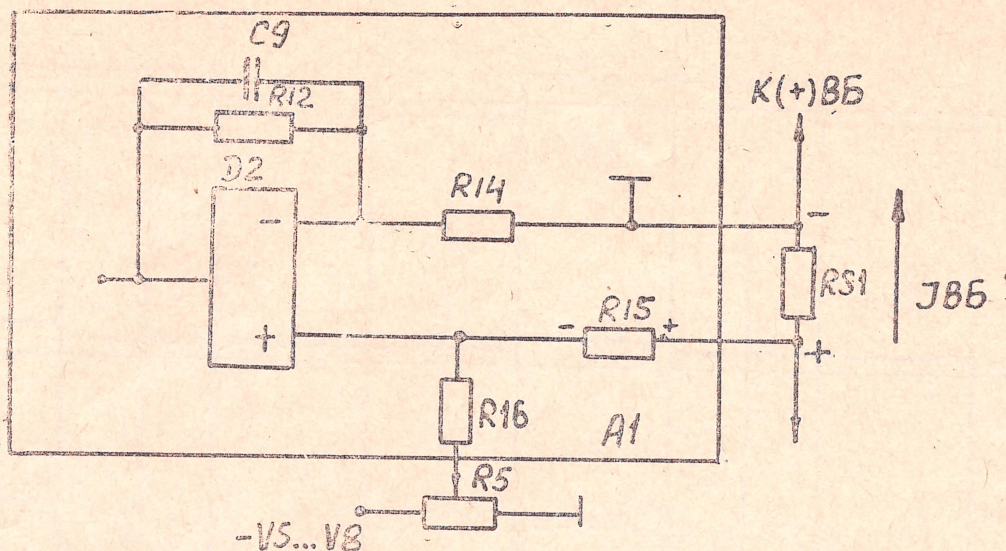 C9
R12
K(+)ВБ
D2
R14
-
-
RS1
JВБ
R15
-
+
+
+
R16
A1
R5
-V5...V8